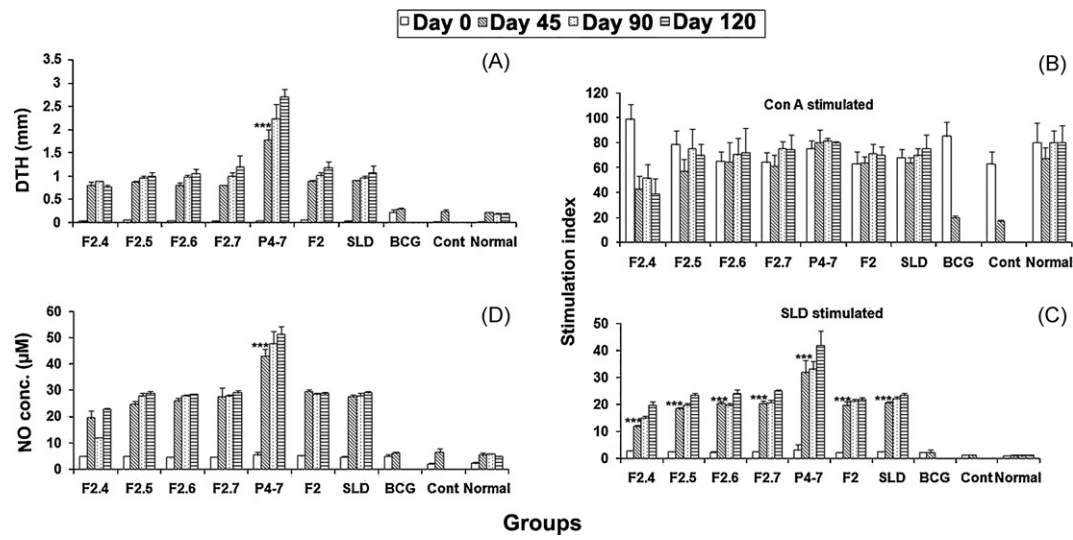 Day 0 Day 45 Day 90 Day 120
(A)
DTH (mm)
3.5
3
2.5
2
1.5
1
0.5
0
***
F2.4 F2.5 F2.6 F2.7 P4-7 F2 SLD BCG Cont Normal
(B)
Con A stimulated
Stimulation index
120
100
80
60
40
20
0
F2.4 F2.5 F2.6 F2.7 P4-7 F2 SLD BCG Cont Normal
(D)
NO conc. (μM)
60
50
40
30
20
10
0
***
F2.4 F2.5 F2.6 F2.7 P4-7 F2 SLD BCG Cont Normal
SLD stimulated
(C)
50
40
30
20
10
0
*** *** *** *** *** *** ***
F2.4 F2.5 F2.6 F2.7 P4-7 F2 SLD BCG Cont Normal
Groups